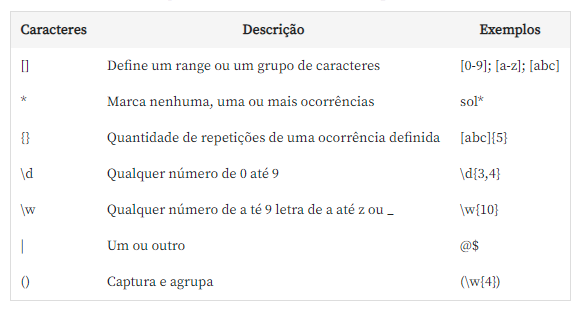 Caracteres Descrição Exemplos
[] Define um range ou um grupo de caracteres [0-9]; [a-z]; [abc]
* Marca nenhuma, uma ou mais ocorrências sol*
{} Quantidade de repetições de uma ocorrência definida [abc]{5}
\d Qualquer número de 0 até 9 \d{3,4}
\w Qualquer número de a té 9 letra de a até z ou _ \w{10}
| Um ou outro @$
() Captura e agrupa (\w{4})